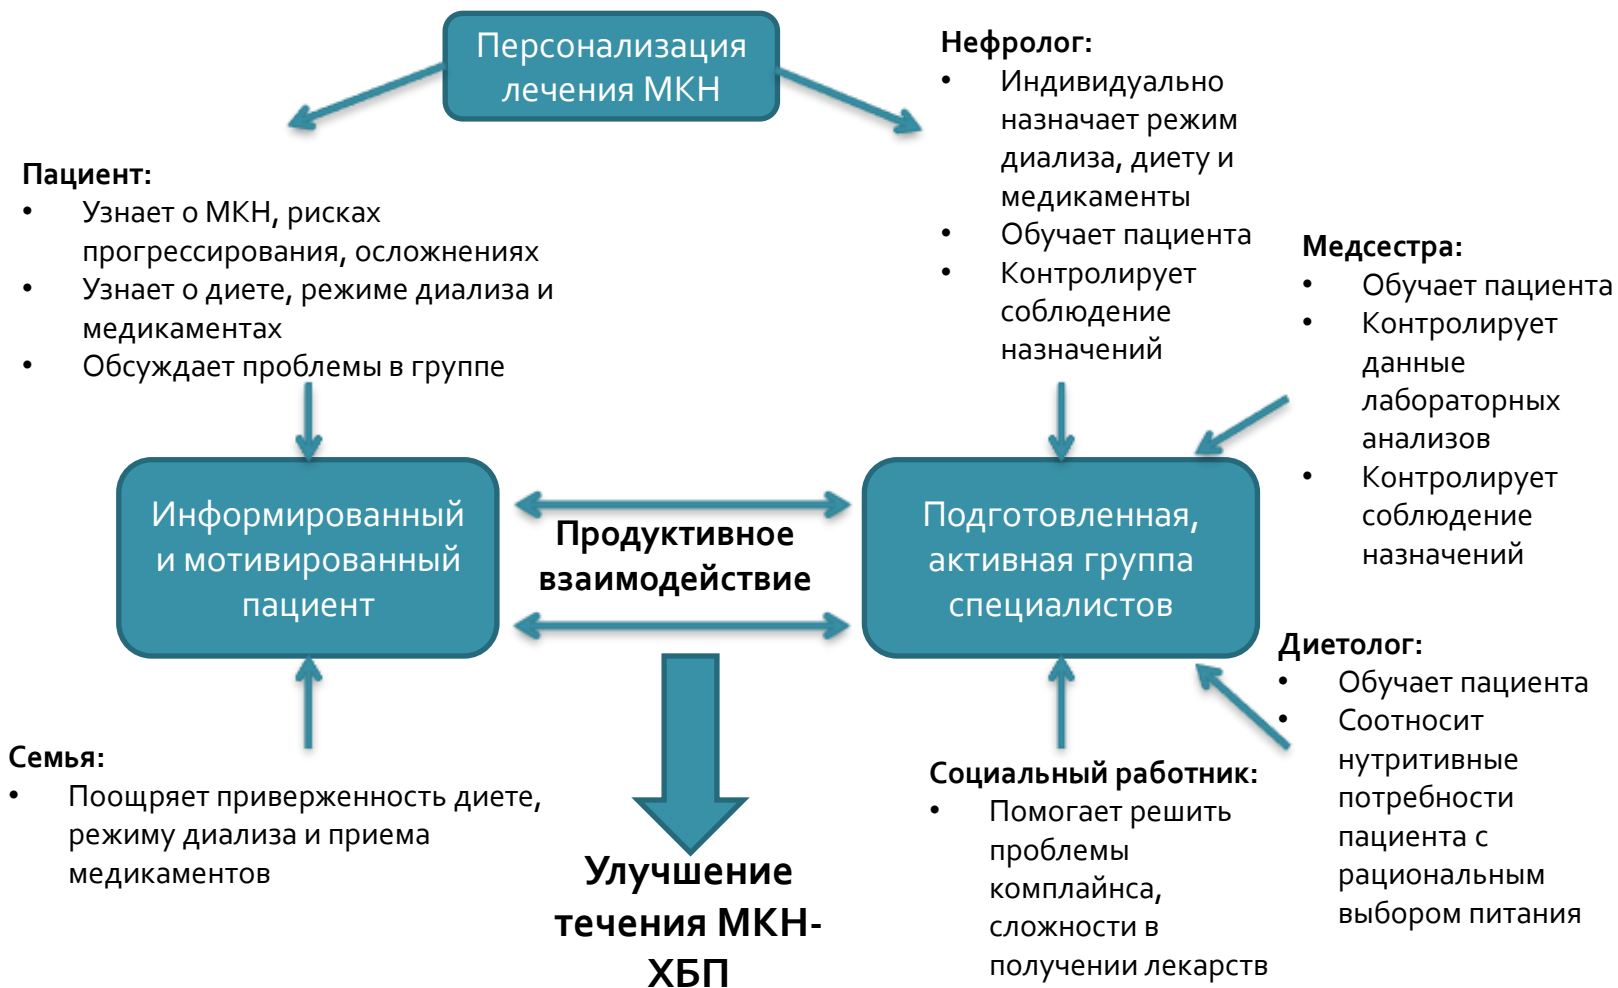 Персонализация
лечения МКН
Пациент:
• Узнает о МКН, рисках
прогрессирования, осложнениях
• Узнает о диете, режиме диализа и
медикаментах
• Обсуждает проблемы в группе
Нефролог:
• Индивидуально
назначает режим
диализа, диету и
медикаменты
• Обучает пациента
• Контролирует
соблюдение
назначений
Медсестра:
• Обучает пациента
• Контролирует
данные
лабораторных
анализов
• Контролирует
соблюдение
назначений
Информированный
и мотивированный
пациент
Продуктивное
взаимодействие
Подготовленная,
активная группа
специалистов
Диетолог:
• Обучает пациента
• Соотносит
нутритивные
потребности
пациента с
рациональным
выбором питания
Семья:
• Поощряет приверженность диете,
режиму диализа и приема
медикаментов
Социальный работник:
• Помогает решить
проблемы
комплайнса,
сложности в
получении лекарств
Улучшение
течения МКН-
ХБП